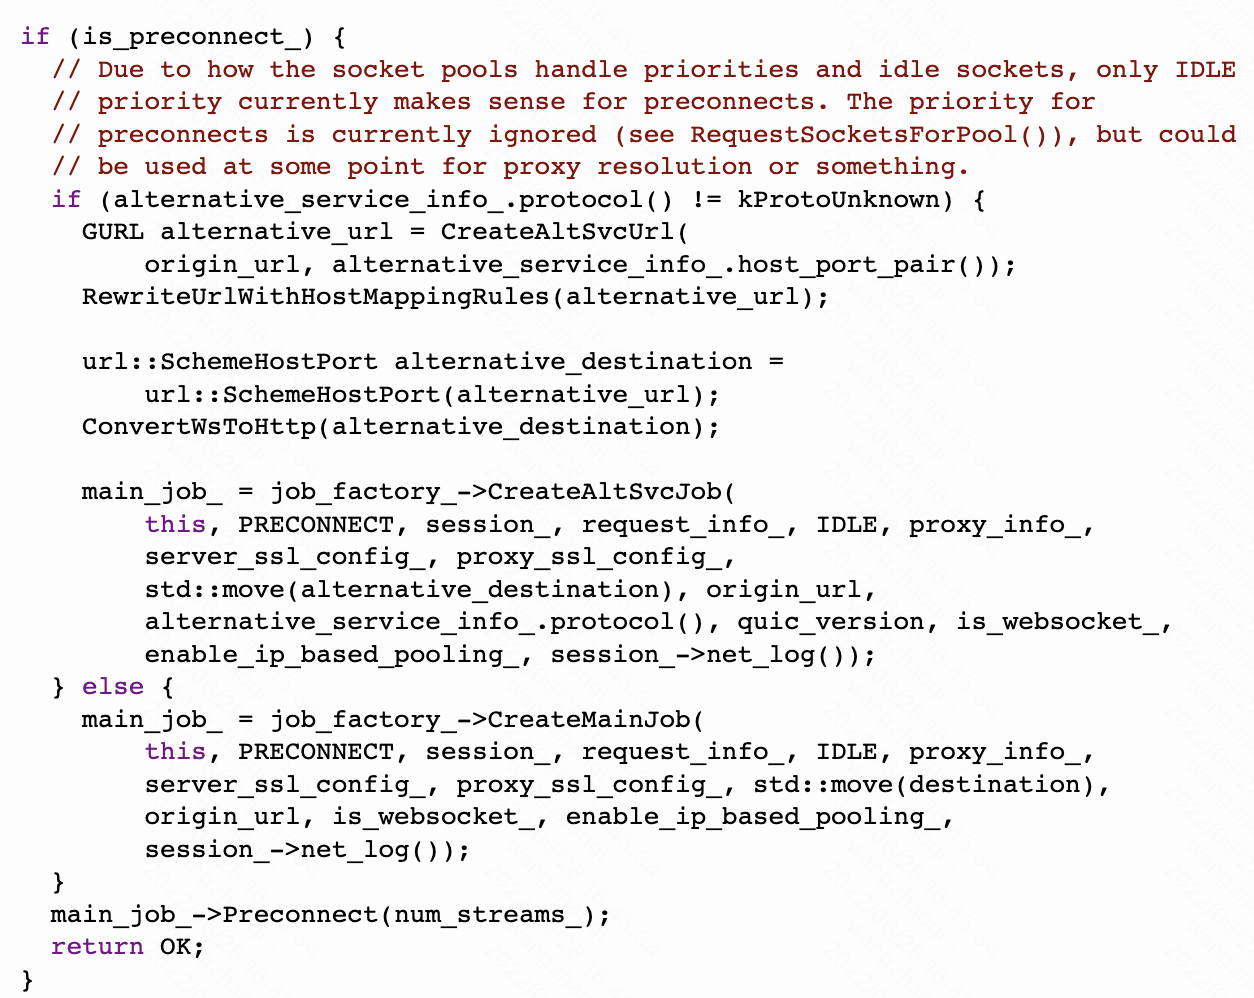 if (is_preconnect_) {
  // Due to how the socket pools handle priorities and idle sockets, only IDLE
  // priority currently makes sense for preconnects. The priority for
  // preconnects is currently ignored (see RequestSocketsForPool()), but could
  // be used at some point for proxy resolution or something.
  if (alternative_service_info_.protocol() != kProtoUnknown) {
    GURL alternative_url = CreateAltSvcUrl(
        origin_url, alternative_service_info_.host_port_pair());
    RewriteUrlWithHostMappingRules(alternative_url);

    url::SchemeHostPort alternative_destination =
        url::SchemeHostPort(alternative_url);
    ConvertWsToHttp(alternative_destination);

    main_job_ = job_factory_->CreateAltSvcJob(
        this, PRECONNECT, session_, request_info_, IDLE, proxy_info_,
        server_ssl_config_, proxy_ssl_config_,
        std::move(alternative_destination), origin_url,
        alternative_service_info_.protocol(), quic_version, is_websocket_,
        enable_ip_based_pooling_, session_->net_log());
  } else {
    main_job_ = job_factory_->CreateMainJob(
        this, PRECONNECT, session_, request_info_, IDLE, proxy_info_,
        server_ssl_config_, proxy_ssl_config_, std::move(destination),
        origin_url, is_websocket_, enable_ip_based_pooling_,
        session_->net_log());
  }
  main_job_->Preconnect(num_streams_);
  return OK;
}